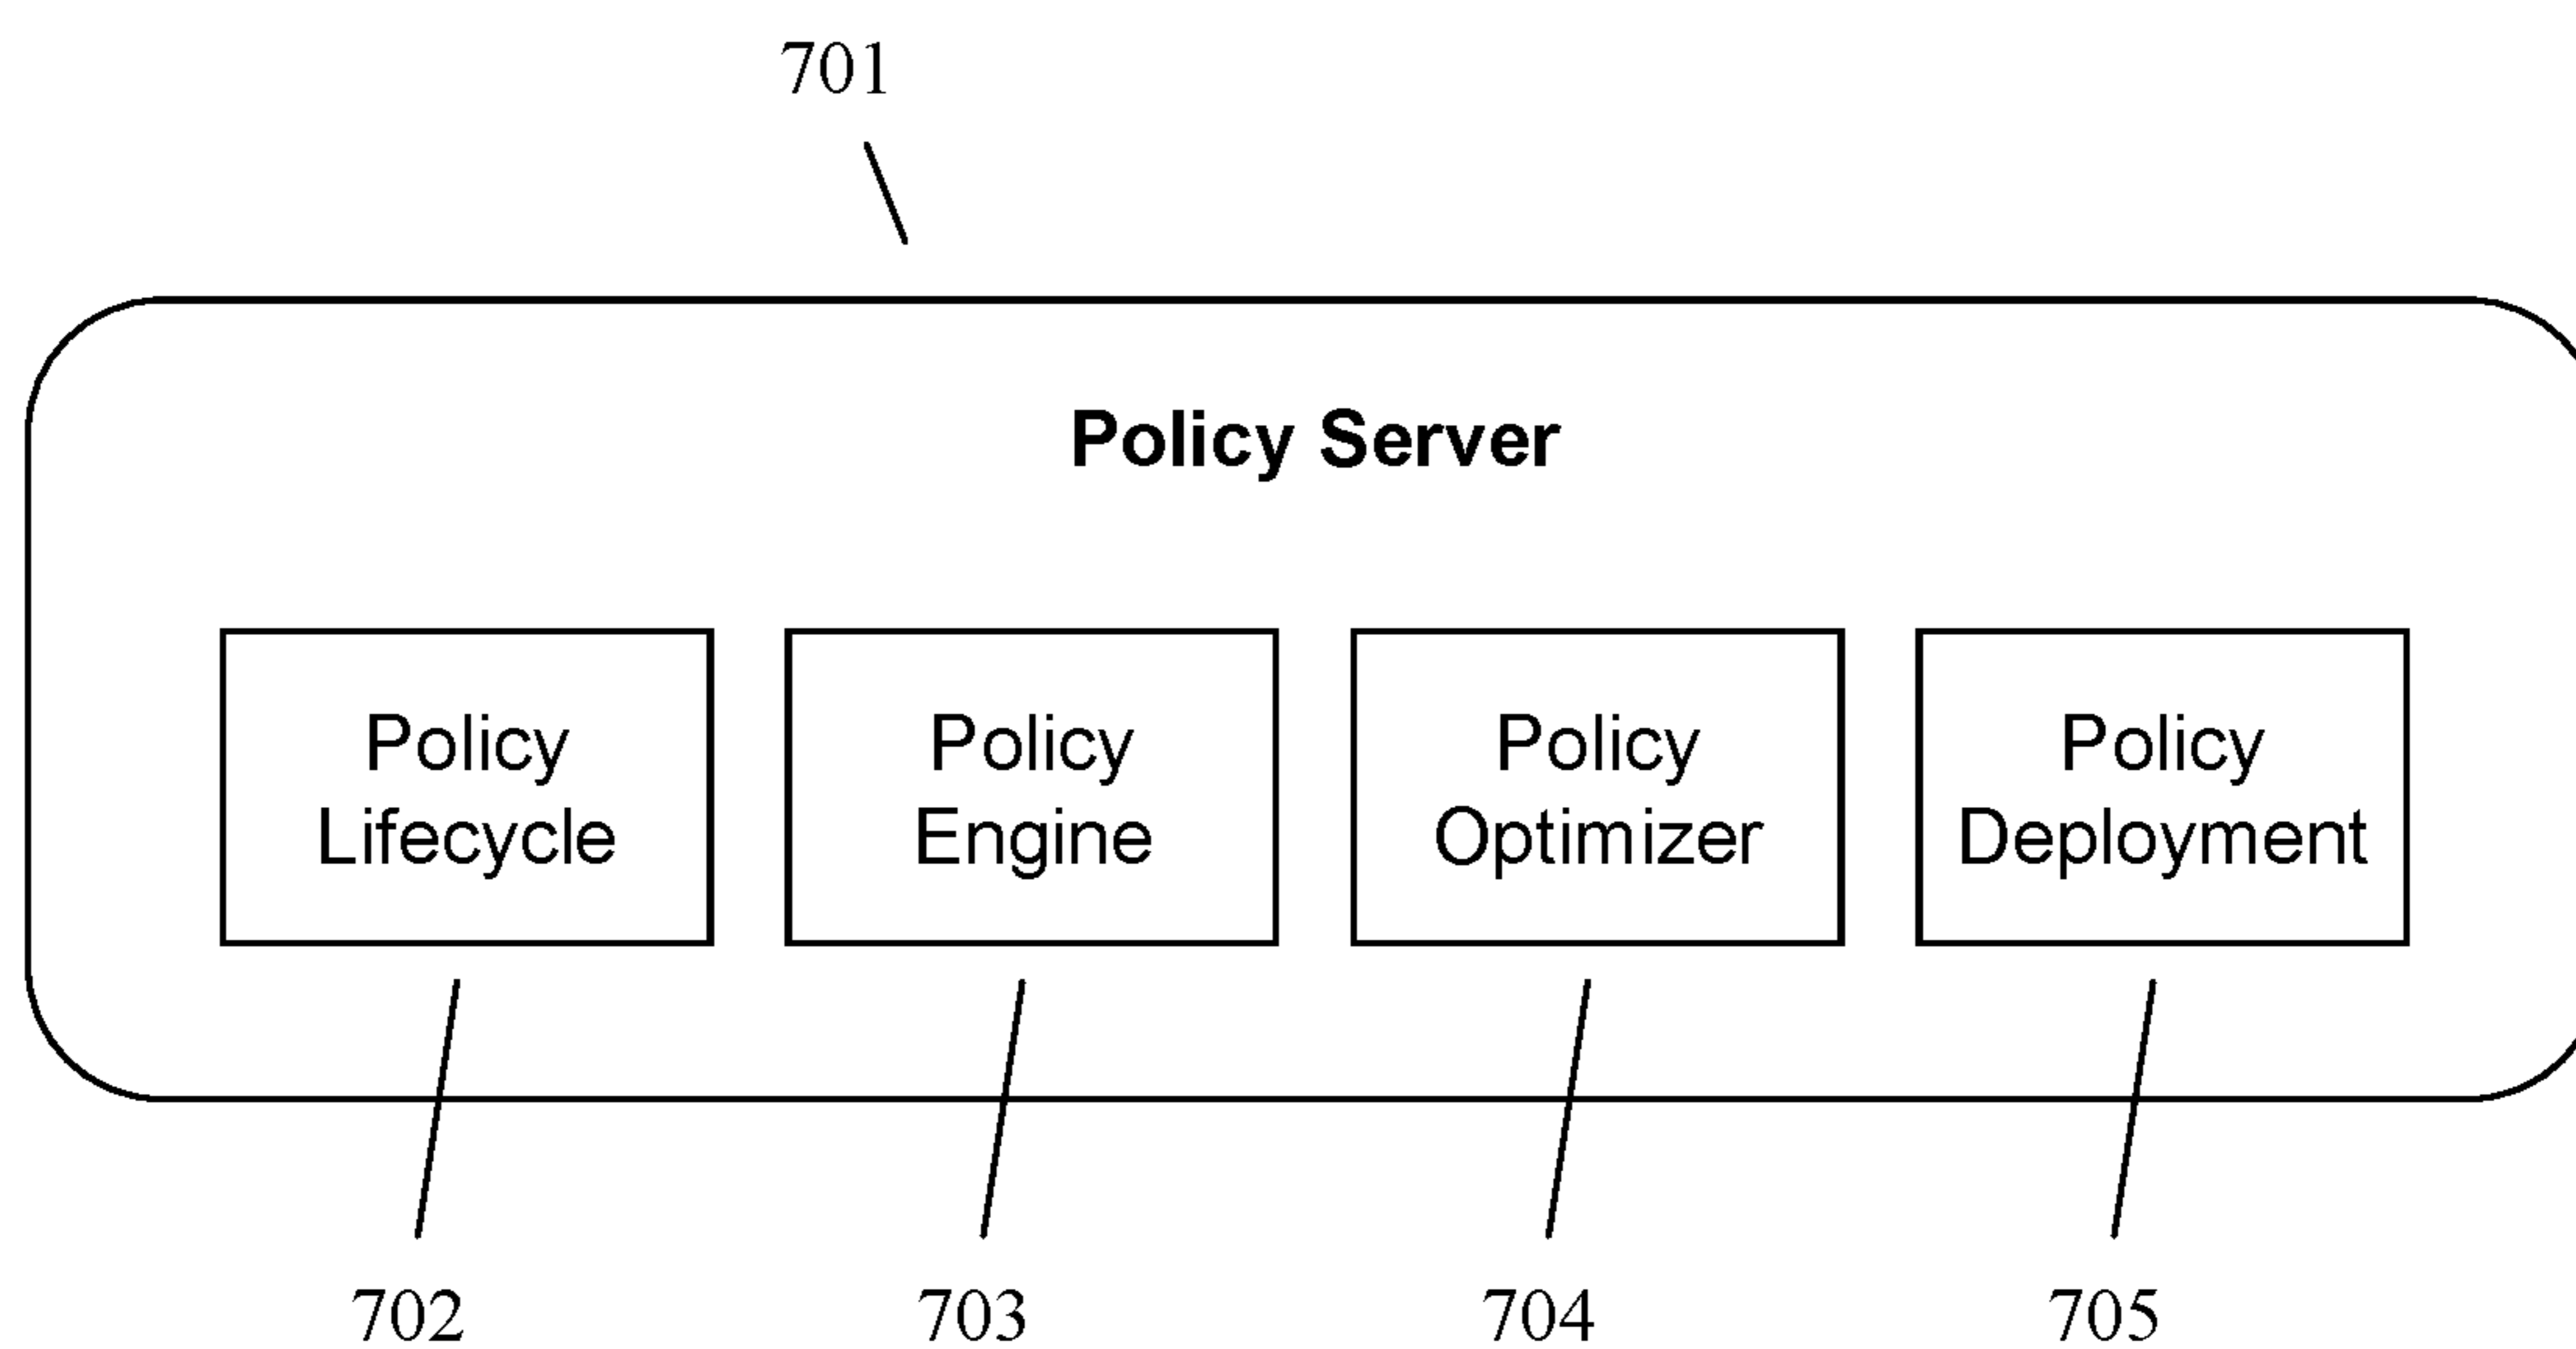 701
Policy Server
Policy
Lifecycle
Policy
Engine
Policy
Optimizer
Policy
Deployment
702
703
704
705